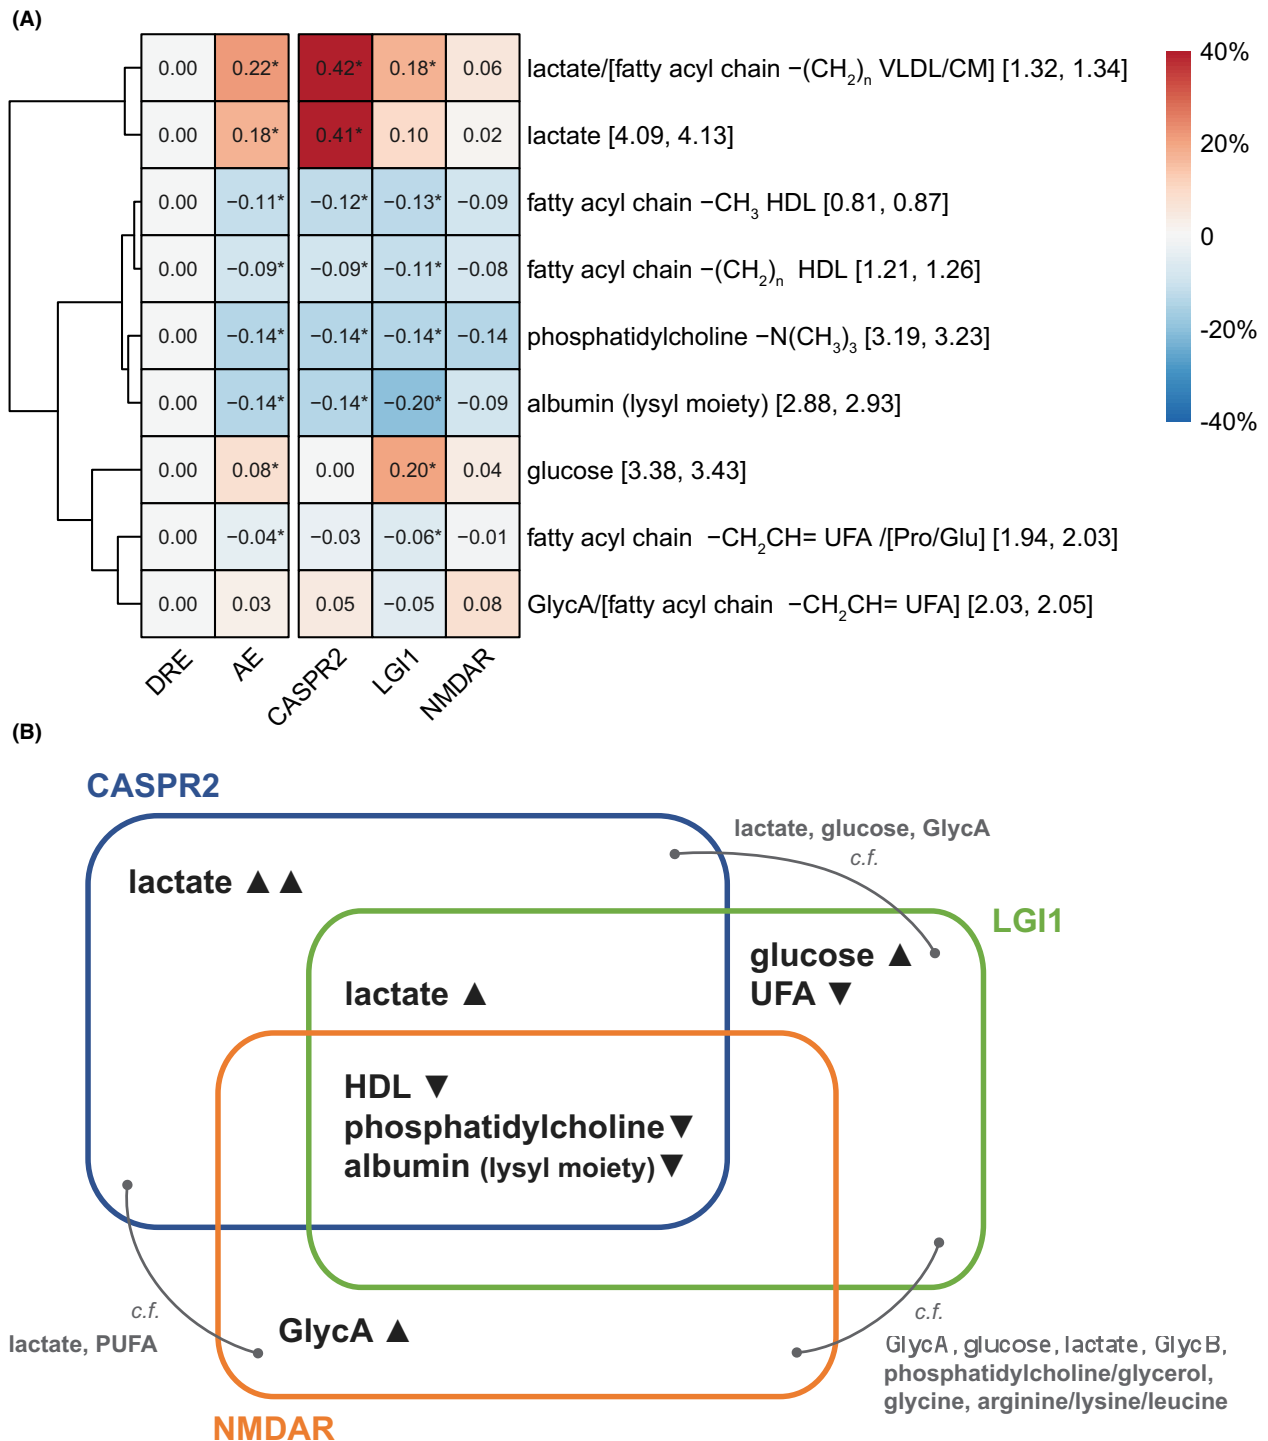 (A)
0.00 0.22* 0.42* 0.18* 0.06 lactate/[fatty acyl chain −(CH2)n VLDL/CM] [1.32, 1.34]
0.00 0.18* 0.41* 0.10 0.02 lactate [4.09, 4.13]
0.00 −0.11* −0.12* −0.13* −0.09 fatty acyl chain −CH3 HDL [0.81, 0.87]
0.00 −0.09* −0.09* −0.11* −0.08 fatty acyl chain −(CH2)n HDL [1.21, 1.26]
0.00 −0.14* −0.14* −0.14* −0.14 phosphatidylcholine −N(CH3)3 [3.19, 3.23]
0.00 −0.14* −0.14* −0.20* −0.09 albumin (lysyl moiety) [2.88, 2.93]
0.00 0.08* 0.00 0.20* 0.04 glucose [3.38, 3.43]
0.00 −0.04* −0.03 −0.06* −0.01 fatty acyl chain −CH2CH= UFA /[Pro/Glu] [1.94, 2.03]
0.00 0.03 0.05 −0.05 0.08 GlycA/[fatty acyl chain −CH2CH= UFA] [2.03, 2.05]
DRE AE CASPR2 LGI1 NMDAR
40%
20%
0
-20%
-40%
(B)
CASPR2
lactate, glucose, GlycA
c.f.
lactate ▲▲
LGI1
glucose ▲
UFA ▼
lactate ▲
HDL ▼
phosphatidylcholine ▼
albumin (lysyl moiety) ▼
c.f.
lactate, PUFA
GlycA ▲
c.f.
GlycA, glucose, lactate, GlycB,
phosphatidylcholine/glycerol,
glycine, arginine/lysine/leucine
NMDAR